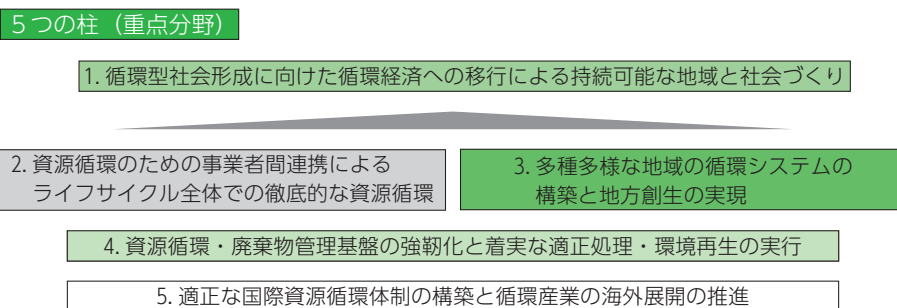 5つの柱(重点分野)
1. 循環型社会形成に向けた循環経済への移行による持続可能な地域と社会づくり
2. 資源循環のための事業者間連携による
ライフサイクル全体での徹底的な資源循環
3. 多種多様な地域の循環システムの
構築と地方創生の実現
4. 資源循環・廃棄物管理基盤の強靭化と着実な適正処理・環境再生の実行
5. 適正な国際資源循環体制の構築と循環産業の海外展開の推進